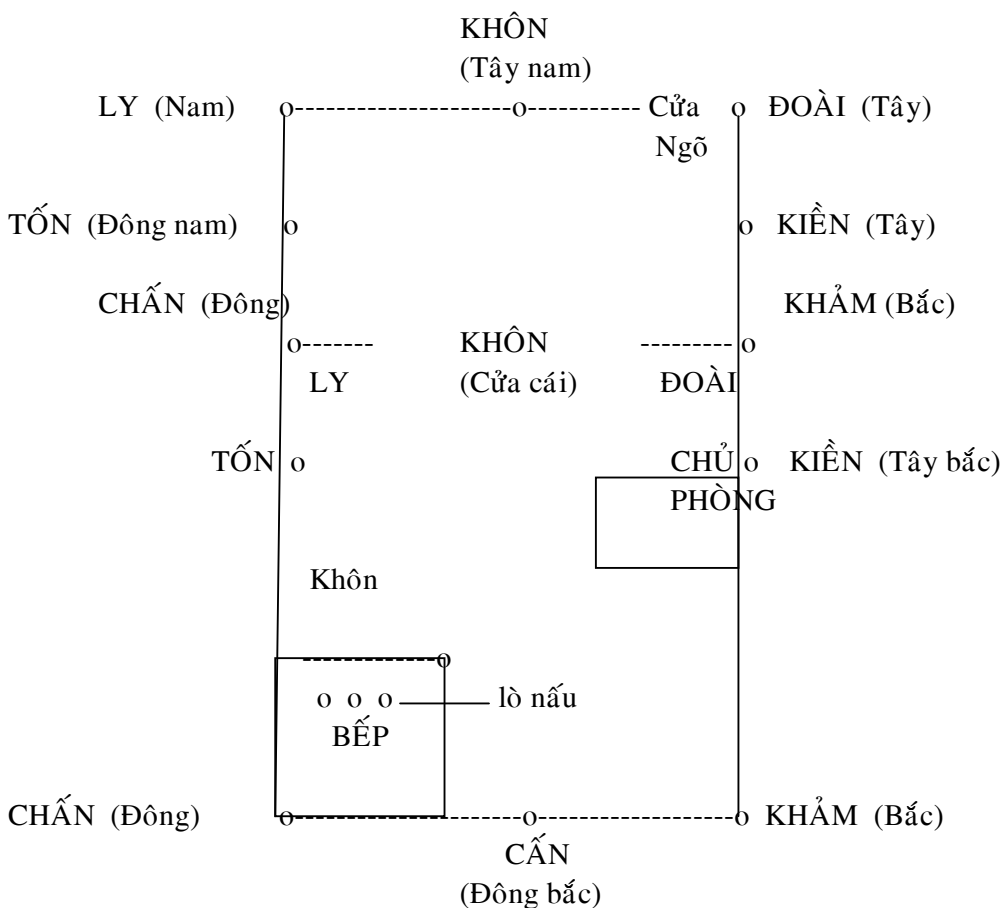 KHÔN
(Tây nam)
LY (Nam) o-----------------------o----------- Cửa o ĐOÀI (Tây)
Ngõ
TỐN (Đông nam) o o KIỀN (Tây)
CHẤN (Đông) KHẢM (Bắc)
o------- KHÔN --------- o
LY (Cửa cái) ĐOÀI
TỐN o CHỦ o KIỀN (Tây bắc)
PHÒNG
Khôn
o
o o o lò nấu
BẾP
CHẤN (Đông) o-----------------------o--------------------o KHẢM (Bắc)
CẤN
(Đông bắc)